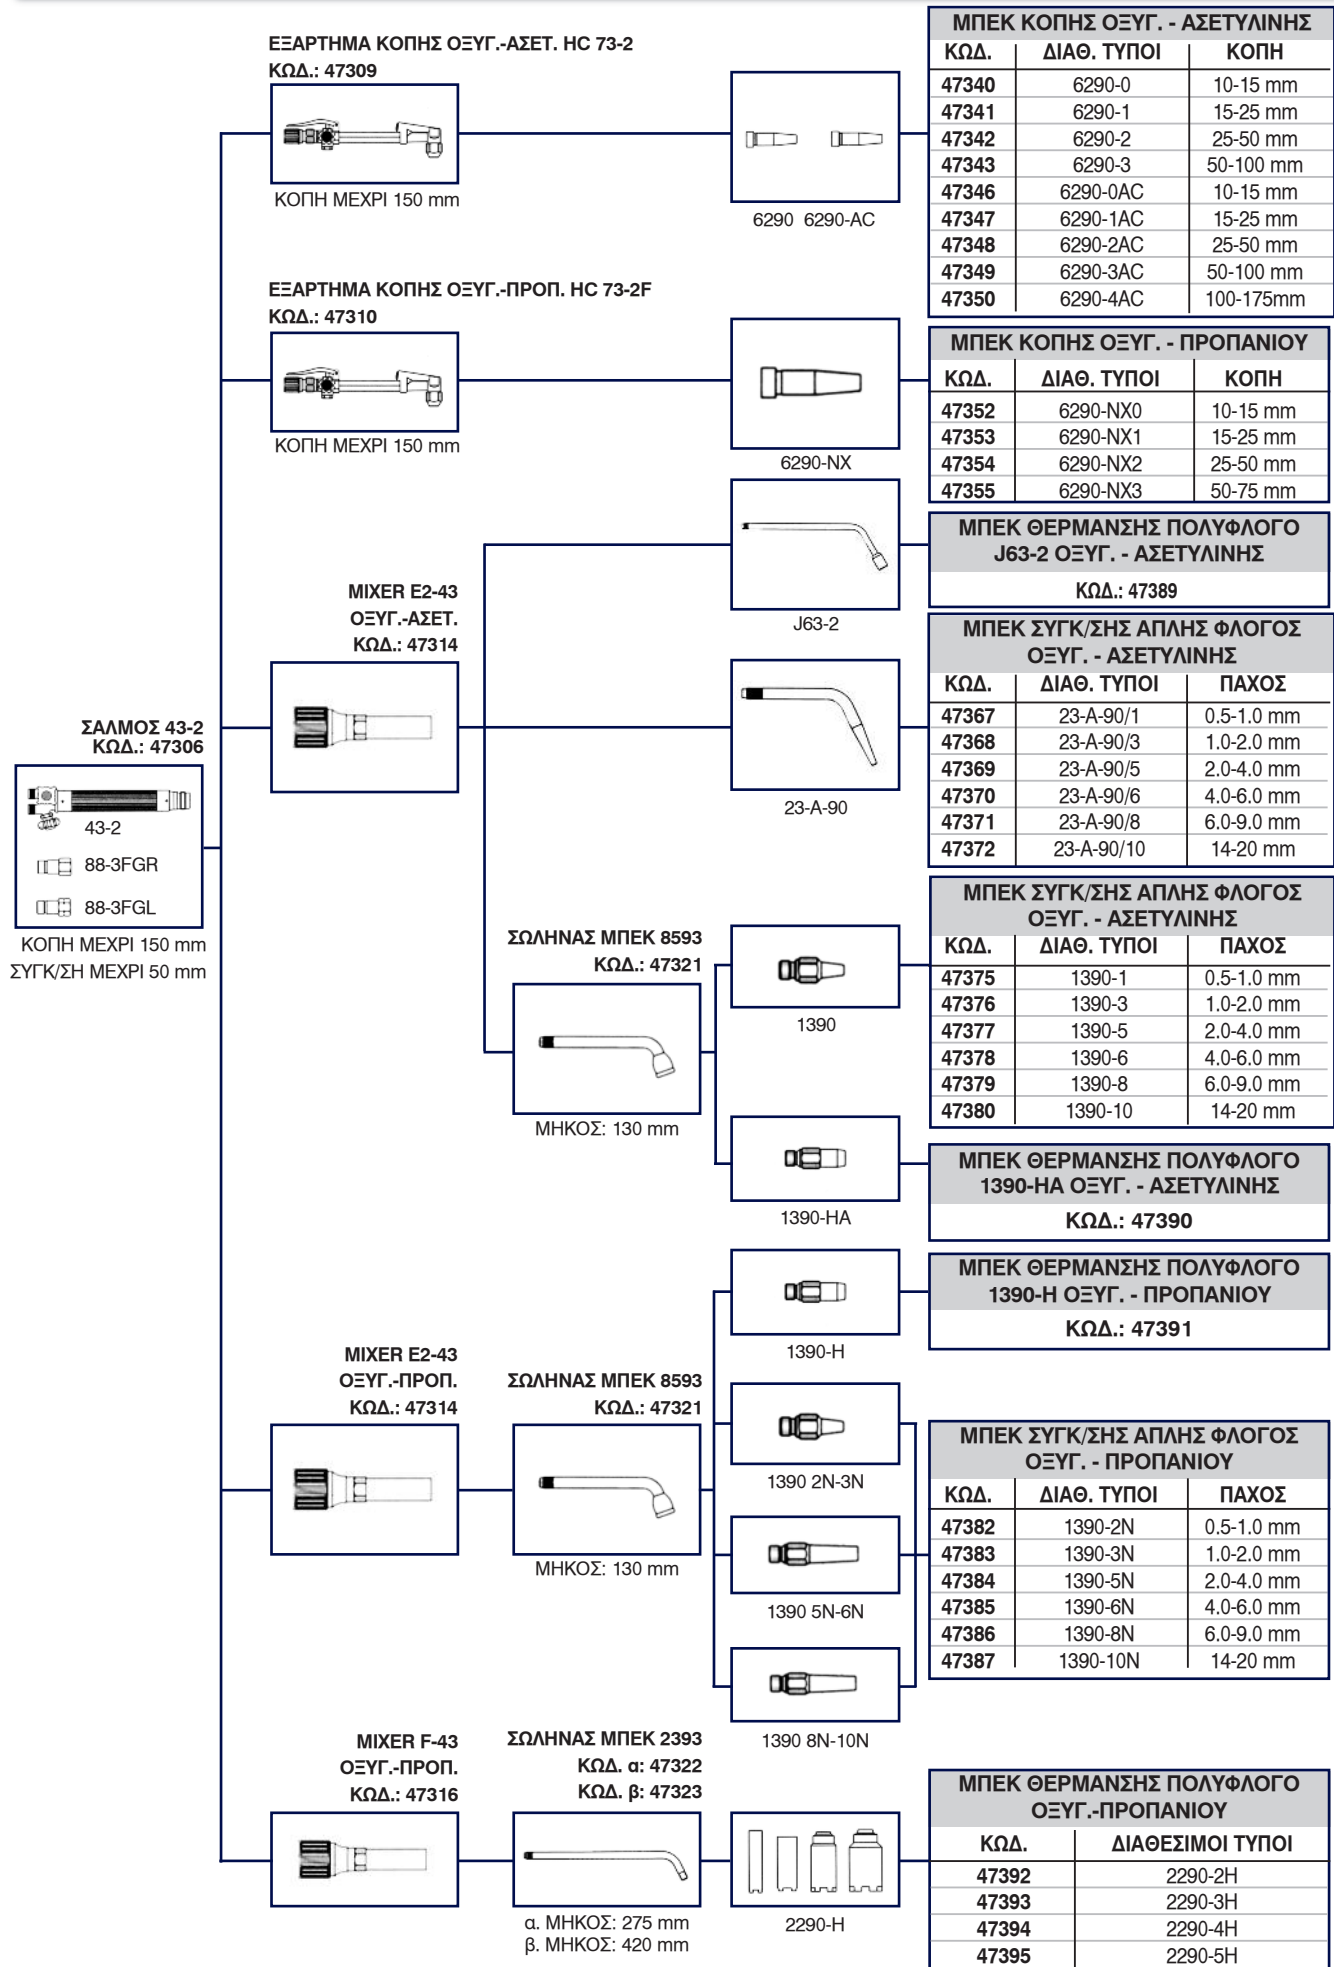 ΕΞΑΡΤΗΜΑ ΚΟΠΗΣ ΟΞΥΓ.-ΑΣΕΤ. HC 73-2
ΚΩΔ.: 47309
ΚΟΠΗ ΜΕΧΡΙ 150 mm
6290 6290-AC
ΜΠΕΚ ΚΟΠΗΣ ΟΞΥΓ. - ΑΣΕΤΥΛΙΝΗΣ
ΚΩΔ. ΔΙΑΘ. ΤΥΠΟΙ ΚΟΠΗ
47340 6290-0 10-15 mm
47341 6290-1 15-25 mm
47342 6290-2 25-50 mm
47343 6290-3 50-100 mm
47346 6290-0AC 10-15 mm
47347 6290-1AC 15-25 mm
47348 6290-2AC 25-50 mm
47349 6290-3AC 50-100 mm
47350 6290-4AC 100-175mm
ΕΞΑΡΤΗΜΑ ΚΟΠΗΣ ΟΞΥΓ.-ΠΡΟΠ. HC 73-2F
ΚΩΔ.: 47310
ΚΟΠΗ ΜΕΧΡΙ 150 mm
6290-NX
ΜΠΕΚ ΚΟΠΗΣ ΟΞΥΓ. - ΠΡΟΠΑΝΙΟΥ
ΚΩΔ. ΔΙΑΘ. ΤΥΠΟΙ ΚΟΠΗ
47352 6290-NX0 10-15 mm
47353 6290-NX1 15-25 mm
47354 6290-NX2 25-50 mm
47355 6290-NX3 50-75 mm
ΣΑΛΜΟΣ 43-2
ΚΩΔ.: 47306
43-2
88-3FGR
88-3FGL
ΚΟΠΗ ΜΕΧΡΙ 150 mm
ΣΥΓΚ/ΣΗ ΜΕΧΡΙ 50 mm
MIXER E2-43
ΟΞΥΓ.-ΑΣΕΤ.
ΚΩΔ.: 47314
J63-2
ΜΠΕΚ ΘΕΡΜΑΝΣΗΣ ΠΟΛΥΦΛΟΓΟ
J63-2 ΟΞΥΓ. - ΑΣΕΤΥΛΙΝΗΣ
ΚΩΔ.: 47389
23-A-90
ΜΠΕΚ ΣΥΓΚ/ΣΗΣ ΑΠΛΗΣ ΦΛΟΓΟΣ
ΟΞΥΓ. - ΑΣΕΤΥΛΙΝΗΣ
ΚΩΔ. ΔΙΑΘ. ΤΥΠΟΙ ΠΑΧΟΣ
47367 23-A-90/1 0.5-1.0 mm
47368 23-A-90/3 1.0-2.0 mm
47369 23-A-90/5 2.0-4.0 mm
47370 23-A-90/6 4.0-6.0 mm
47371 23-A-90/8 6.0-9.0 mm
47372 23-A-90/10 14-20 mm
ΣΩΛΗΝΑΣ ΜΠΕΚ 8593
ΚΩΔ.: 47321
ΜΗΚΟΣ: 130 mm
1390
ΜΠΕΚ ΣΥΓΚ/ΣΗΣ ΑΠΛΗΣ ΦΛΟΓΟΣ
ΟΞΥΓ. - ΑΣΕΤΥΛΙΝΗΣ
ΚΩΔ. ΔΙΑΘ. ΤΥΠΟΙ ΠΑΧΟΣ
47375 1390-1 0.5-1.0 mm
47376 1390-3 1.0-2.0 mm
47377 1390-5 2.0-4.0 mm
47378 1390-6 4.0-6.0 mm
47379 1390-8 6.0-9.0 mm
47380 1390-10 14-20 mm
1390-HA
ΜΠΕΚ ΘΕΡΜΑΝΣΗΣ ΠΟΛΥΦΛΟΓΟ
1390-HA ΟΞΥΓ. - ΑΣΕΤΥΛΙΝΗΣ
ΚΩΔ.: 47390
MIXER E2-43
ΟΞΥΓ.-ΠΡΟΠ.
ΚΩΔ.: 47314
ΣΩΛΗΝΑΣ ΜΠΕΚ 8593
ΚΩΔ.: 47321
ΜΗΚΟΣ: 130 mm
1390-H
ΜΠΕΚ ΘΕΡΜΑΝΣΗΣ ΠΟΛΥΦΛΟΓΟ
1390-H ΟΞΥΓ. - ΠΡΟΠΑΝΙΟΥ
ΚΩΔ.: 47391
1390 2N-3N
1390 5N-6N
1390 8N-10N
ΜΠΕΚ ΣΥΓΚ/ΣΗΣ ΑΠΛΗΣ ΦΛΟΓΟΣ
ΟΞΥΓ. - ΠΡΟΠΑΝΙΟΥ
ΚΩΔ. ΔΙΑΘ. ΤΥΠΟΙ ΠΑΧΟΣ
47382 1390-2N 0.5-1.0 mm
47383 1390-3N 1.0-2.0 mm
47384 1390-5N 2.0-4.0 mm
47385 1390-6N 4.0-6.0 mm
47386 1390-8N 6.0-9.0 mm
47387 1390-10N 14-20 mm
MIXER F-43
ΟΞΥΓ.-ΠΡΟΠ.
ΚΩΔ.: 47316
ΣΩΛΗΝΑΣ ΜΠΕΚ 2393
ΚΩΔ. α: 47322
ΚΩΔ. β: 47323
α. ΜΗΚΟΣ: 275 mm
β. ΜΗΚΟΣ: 420 mm
2290-H
ΜΠΕΚ ΘΕΡΜΑΝΣΗΣ ΠΟΛΥΦΛΟΓΟ
ΟΞΥΓ.-ΠΡΟΠΑΝΙΟΥ
ΚΩΔ. ΔΙΑΘΕΣΙΜΟΙ ΤΥΠΟΙ
47392 2290-2H
47393 2290-3H
47394 2290-4H
47395 2290-5H